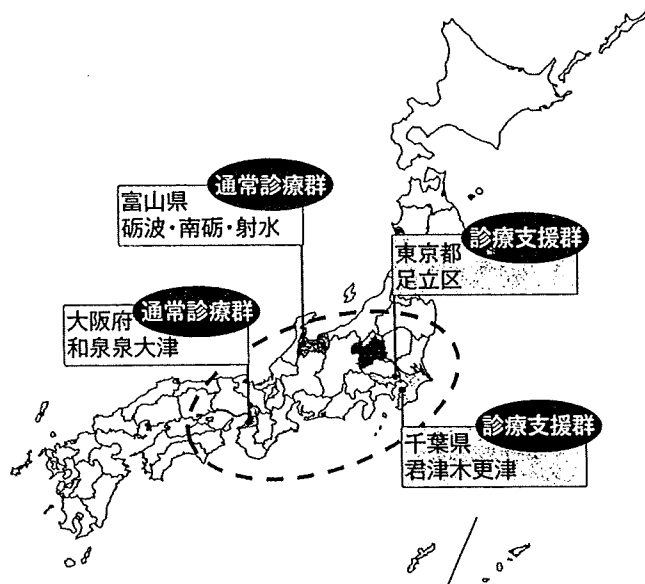 通常診療群
富山県
砺波・南砺・射水
診療支援群
東京都
足立区
通常診療群
大阪府
和泉泉大津
診療支援群
千葉県
君津木更津